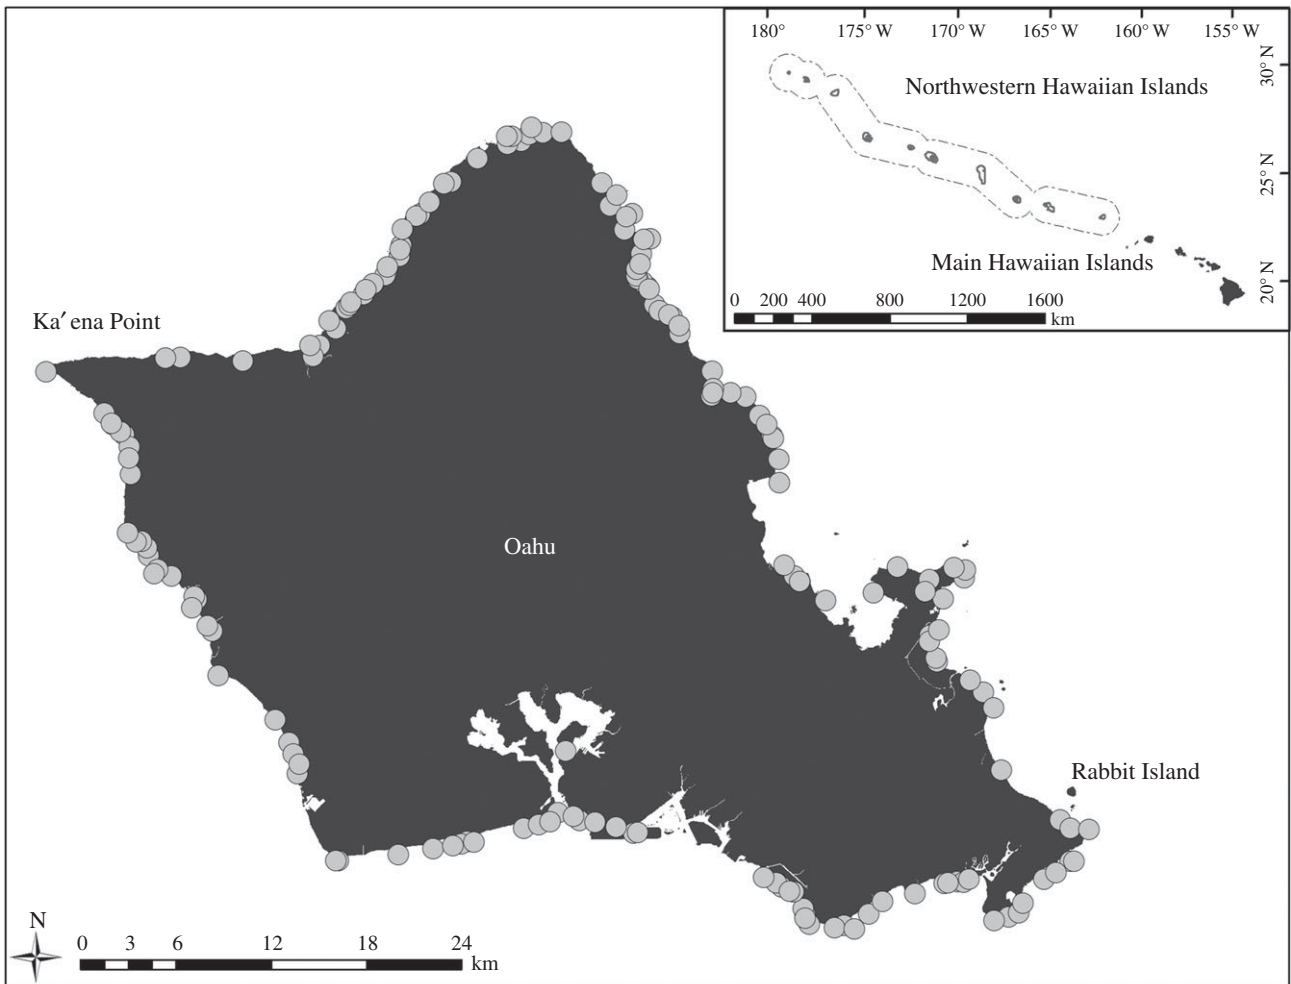 180° 175° W 170° W 165° W 160° W 155° W
30° N
Northwestern Hawaiian Islands
25° N
Main Hawaiian Islands
20° N
0 200 400 800 1200 1600
km
Ka′ ena Point
Oahu
Rabbit Island
N
0 3 6 12 18 24
km